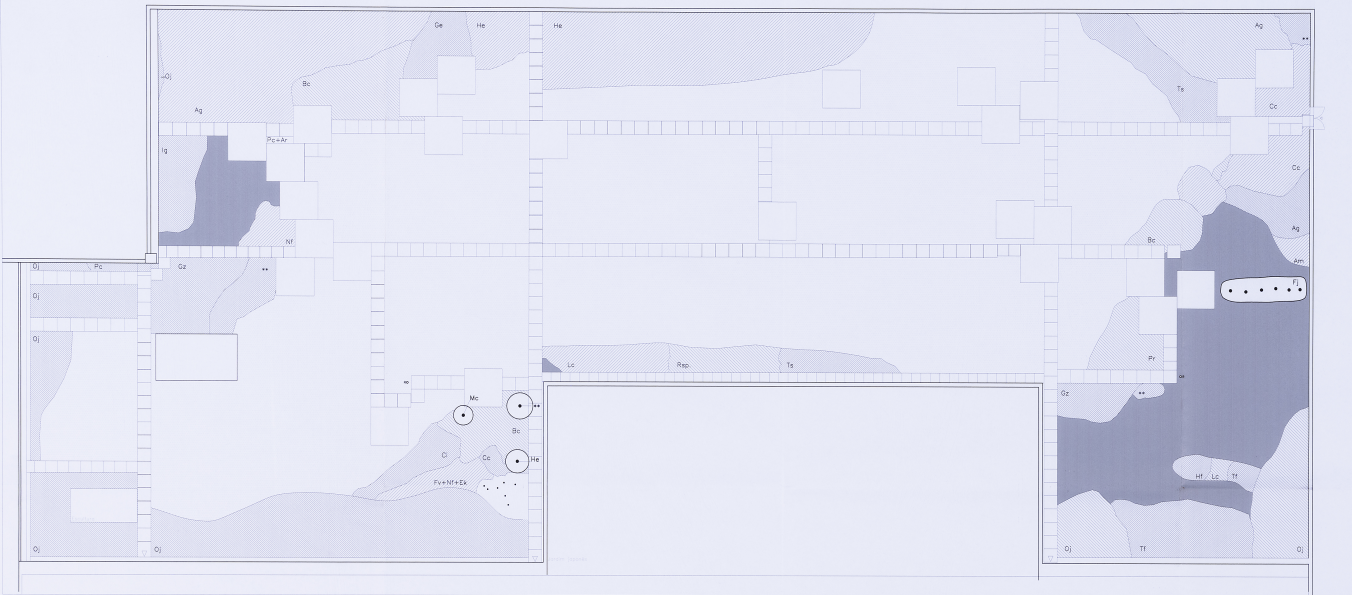 Ge
He
He
Ag
Oj
Bc
Ts
Ag
Cc
Pc+Ar
Ig
Cc
Nf
Bc
Ag
Am
Oj
Pc
Gz
Fj
Oj
Oj
Pr
Lc
Rsp.
Ts
Gz
Mc
Bc
Ci
Cc
He
Fv+Nf+Ek
Hf
Lc
Tf
Oj
Oj
Oj
Tf
Oj